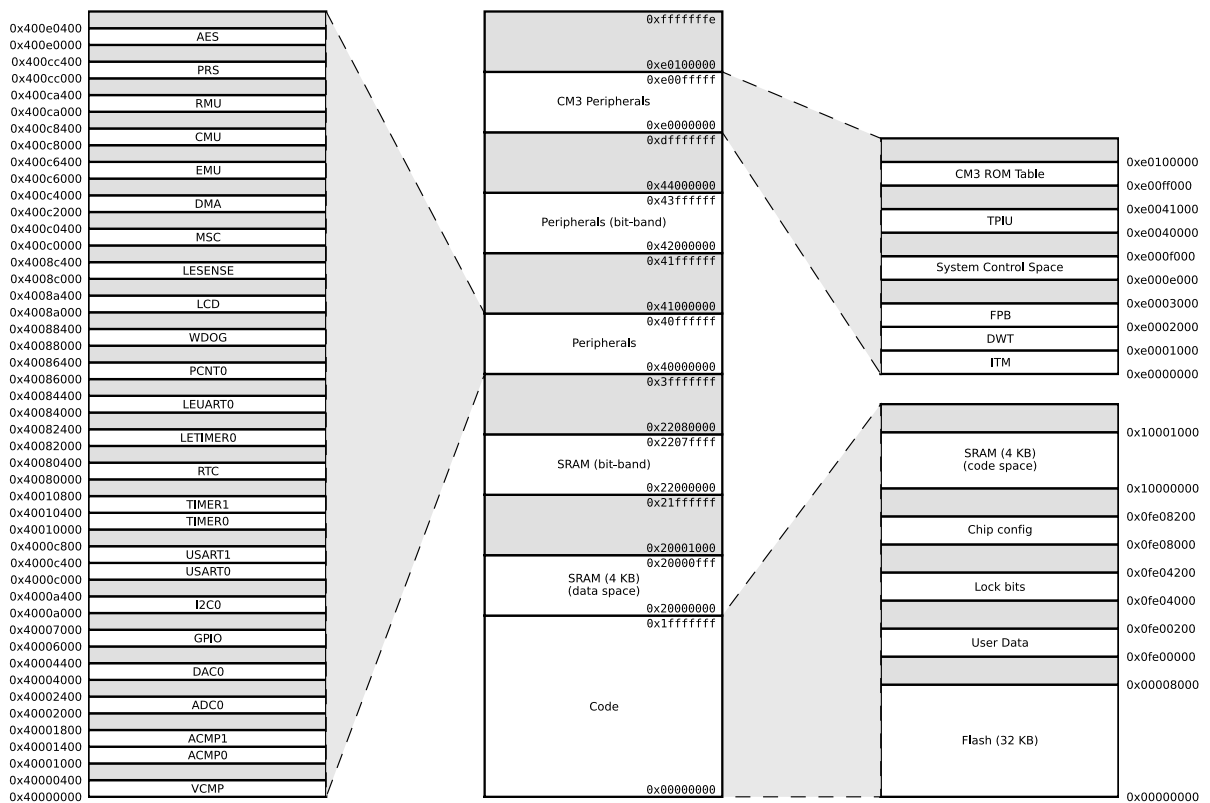 0x400e0400
AES
0x400e0000
0x400cc400
PRS
0x400cc000
0x400ca400
RMU
0x400ca000
0x400c8400
CMU
0x400c8000
0x400c6400
EMU
0x400c6000
0x400c4000
DMA
0x400c2000
0x400c0400
MSC
0x400c0000
0x4008c400
LESENSE
0x4008c000
0x4008a400
LCD
0x4008a000
0x40088400
WDOG
0x40088000
0x40086400
PCNT0
0x40086000
0x40084400
LEUART0
0x40084000
0x40082400
LETIMER0
0x40082000
0x40080400
RTC
0x40080000
0x40010800
TIMER1
0x40010400
TIMER0
0x40010000
0x4000c800
USART1
0x4000c400
USART0
0x4000c000
0x4000a400
I2C0
0x4000a000
0x40007000
GPIO
0x40006000
0x40004400
DAC0
0x40004000
0x40002400
ADC0
0x40002000
0x40001800
ACMP1
0x40001400
ACMP0
0x40001000
0x40000400
VCMP
0x40000000
0xfffffffe
0xe0100000
0xe00fffff
CM3 Peripherals
0xe0000000
0xdfffffff
0x44000000
0x43ffffff
Peripherals (bit-band)
0x42000000
0x41ffffff
0x41000000
0x40ffffff
Peripherals
0x40000000
0x3fffffff
0x22080000
0x2207ffff
SRAM (bit-band)
0x22000000
0x21ffffff
0x20001000
0x20000fff
SRAM (4 KB)
(data space)
0x20000000
0x1fffffff
Code
0x00000000
0xe0100000
CM3 ROM Table
0xe00ff000
0xe0041000
TPIU
0xe0040000
0xe000f000
System Control Space
0xe000e000
0xe0003000
FPB
0xe0002000
DWT
0xe0001000
ITM
0xe0000000
0x10001000
SRAM (4 KB)
(code space)
0x10000000
0x0fe08200
Chip config
0x0fe08000
0x0fe04200
Lock bits
0x0fe04000
0x0fe00200
User Data
0x0fe00000
0x00008000
Flash (32 KB)
0x00000000